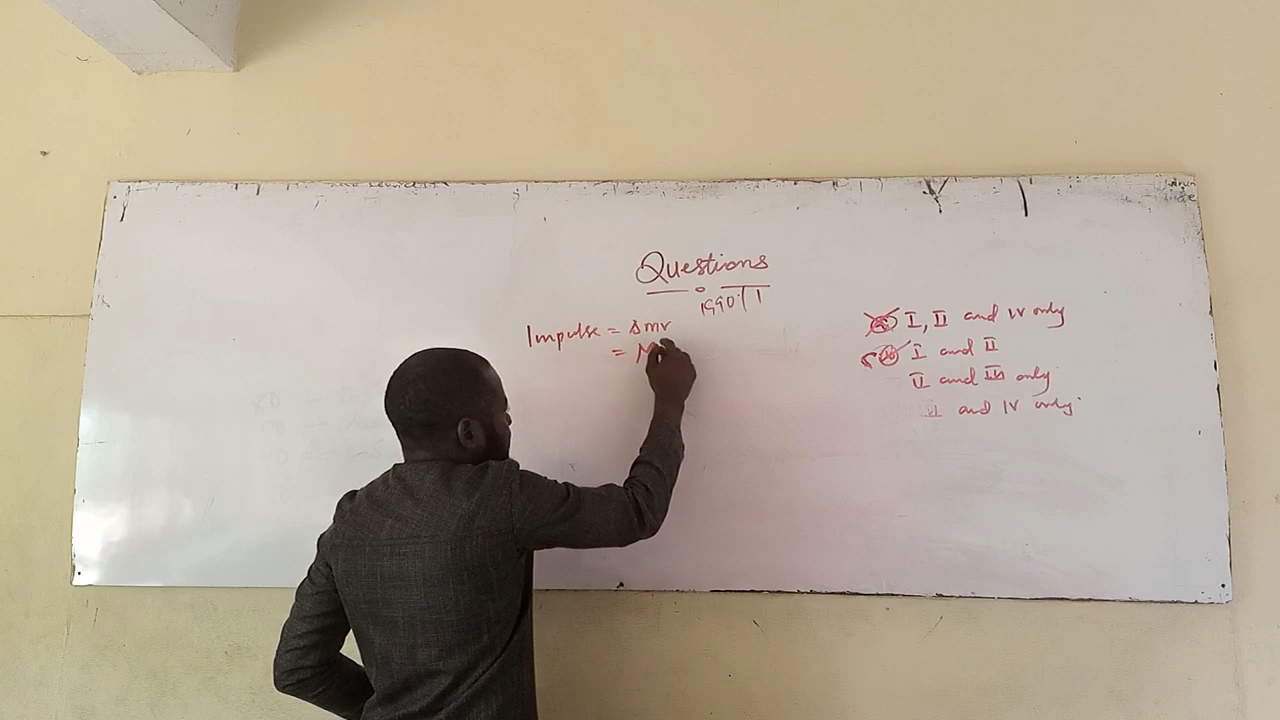 Questions
1990/1
Impulse = Δmv
= M
I, II and IV only
I and II
II and III only
and IV only